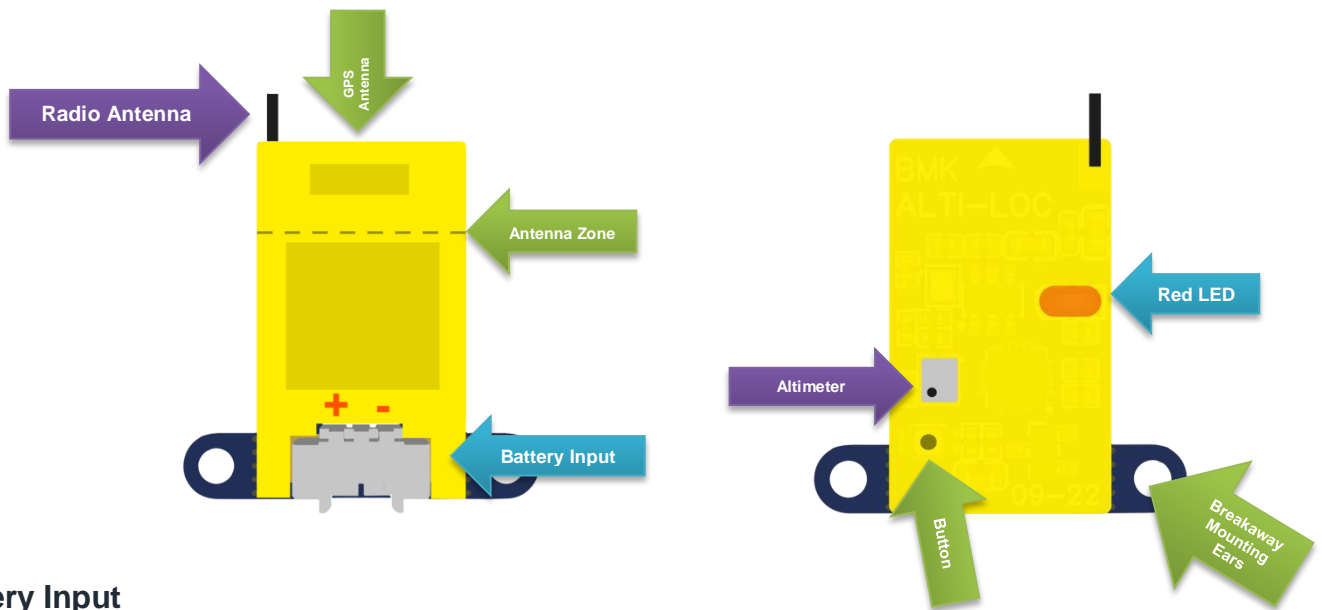 GPS
Antenna
Radio Antenna
Antenna Zone
+ -
Battery Input
BMK
ALTI-LOC
Red LED
Altimeter
09-22
Button
Breakaway
Mounting
Ears
ery Input